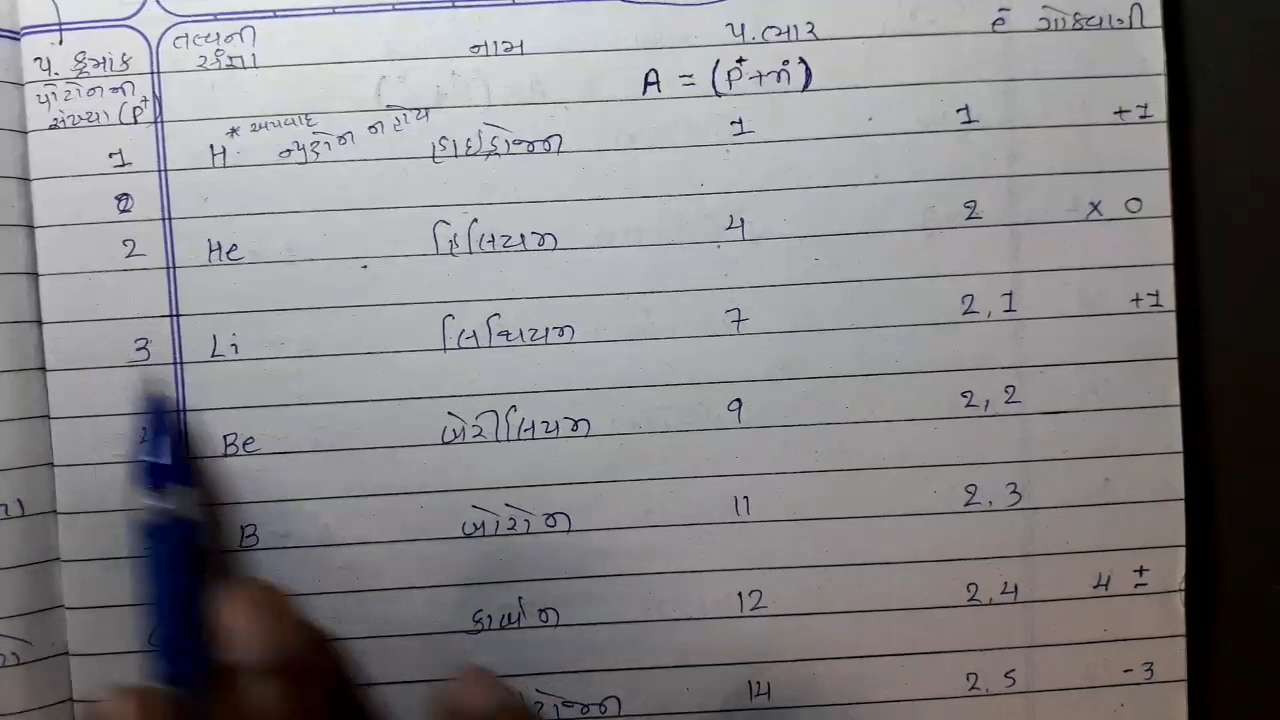 પ. ક્રમાંક તત્વની સંજ્ઞા નામ પ. ભાર e⁻ ગોઠવણી
પ્રોટોનની સંખ્યા (P⁺) A = (P⁺+n⁰)
* અપવાદ ન્યુટ્રોન ન હોય
1 H હાઇડ્રોજન 1 1 +1
2 He હિલિયમ 4 2 x 0
3 Li લિથિયમ 7 2, 1 +1
Be બેરીલિયમ 9 2, 2
B બોરોન 11 2, 3
કાર્બન 12 2, 4 4 ±
14 2, 5 -3